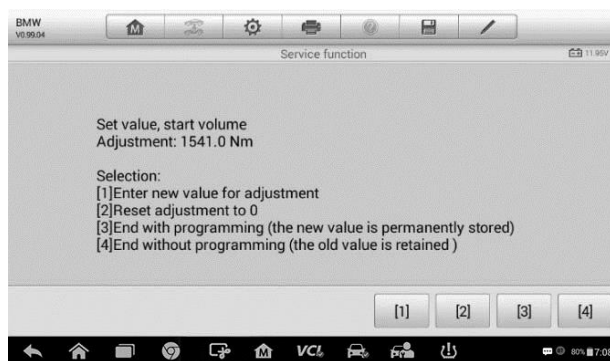 BMW
V0.99.04
Service function
11.95V
Set value, start volume
Adjustment: 1541.0 Nm
Selection:
[1]Enter new value for adjustment
[2]Reset adjustment to 0
[3]End with programming (the new value is permanently stored)
[4]End without programming (the old value is retained )
[1] [2] [3] [4]
VCI
80%